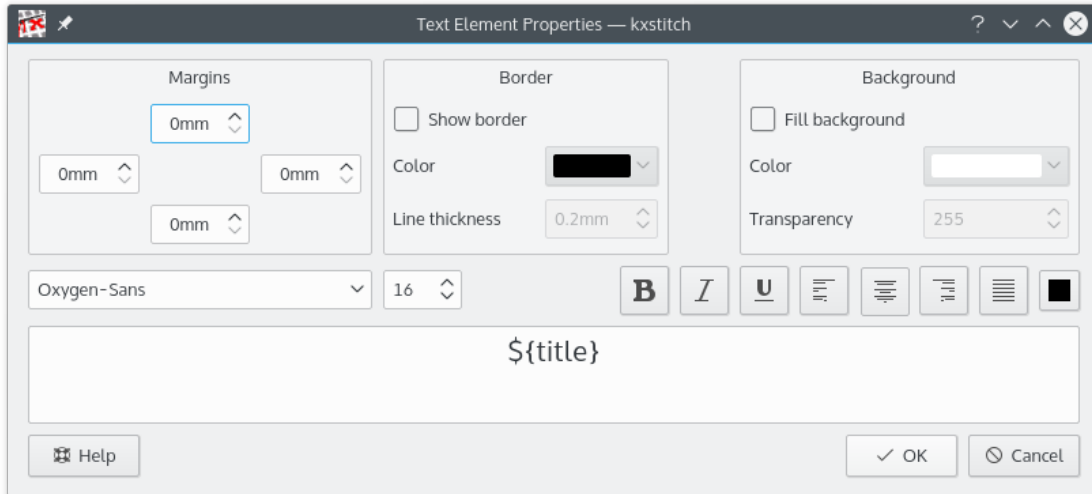 Text Element Properties — kxstitch
Margins
0mm
0mm 0mm
0mm
Border
Show border
Color
Line thickness 0.2mm
Background
Fill background
Color
Transparency 255
Oxygen-Sans 16 B I U
${title}
Help OK Cancel